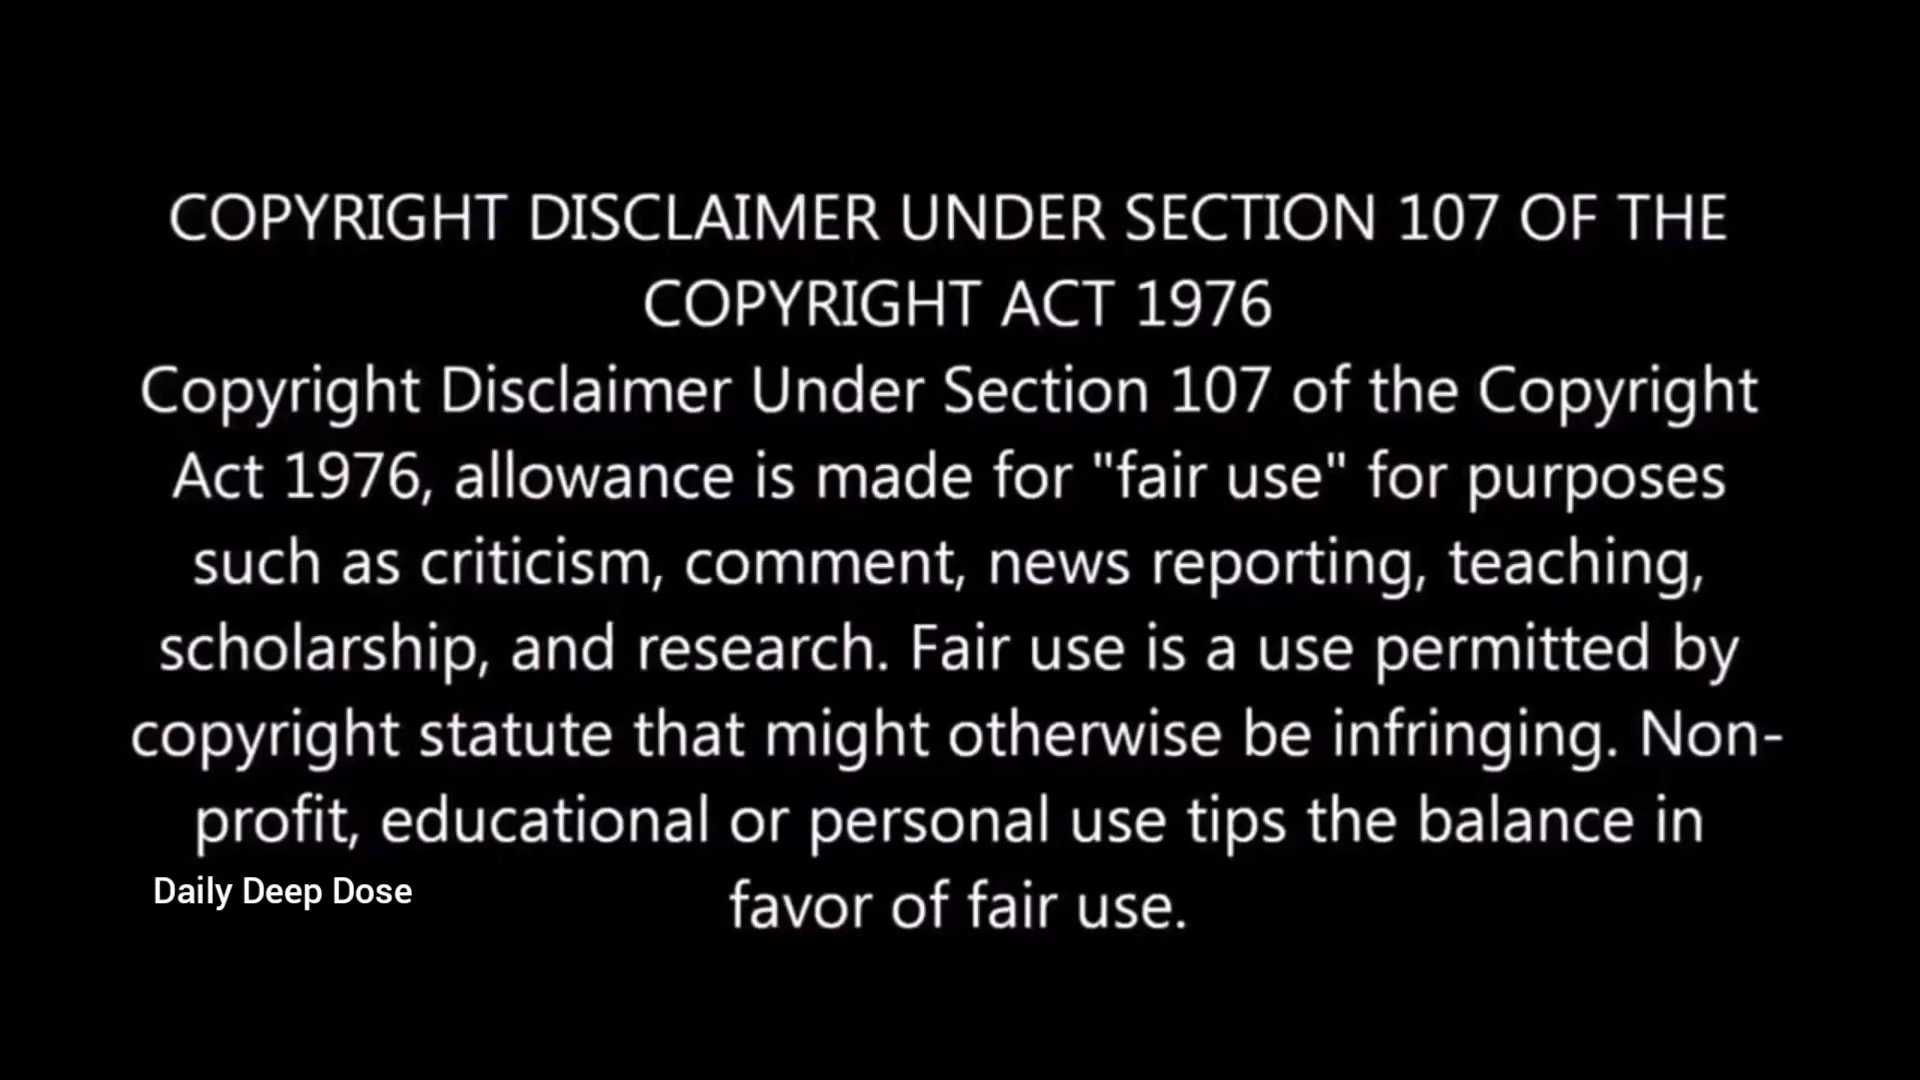 COPYRIGHT DISCLAIMER UNDER SECTION 107 OF THE
COPYRIGHT ACT 1976
Copyright Disclaimer Under Section 107 of the Copyright
Act 1976, allowance is made for "fair use" for purposes
such as criticism, comment, news reporting, teaching,
scholarship, and research. Fair use is a use permitted by
copyright statute that might otherwise be infringing. Non-
profit, educational or personal use tips the balance in
favor of fair use.
Daily Deep Dose